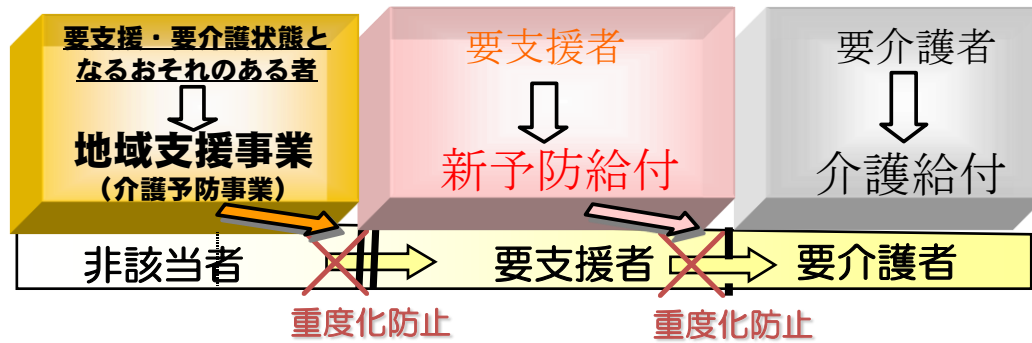 要支援・要介護状態と
なるおそれのある者
地域支援事業
（介護予防事業）
要支援者
新予防給付
要介護者
介護給付
非該当者
要支援者
要介護者
重度化防止
重度化防止